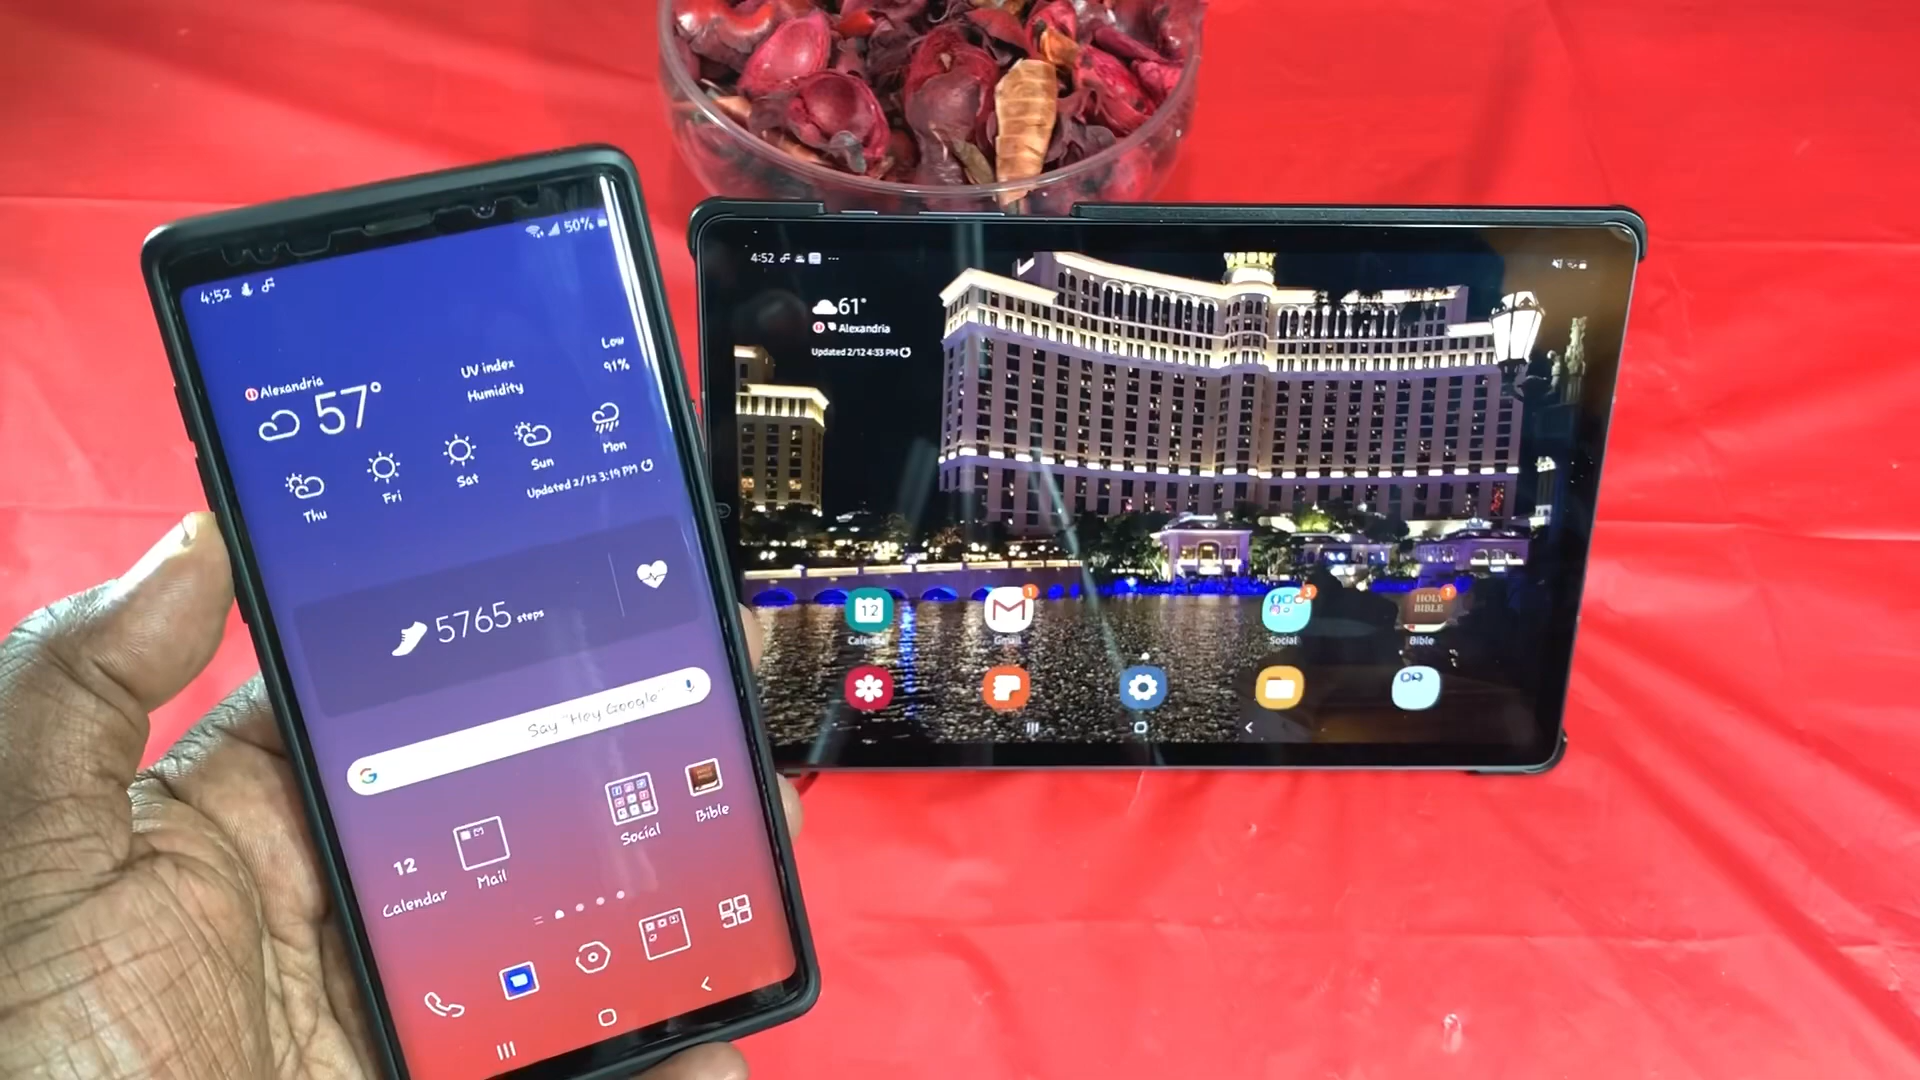 4:52
50%
Alexandria
57°
UV index
Low
Humidity
91%
Thu
Fri
Sat
Sun
Mon
Updated 2/12 3:19 PM
5765 steps
G
Say "Hey Google"
12
Calendar
Mail
Social
Bible
4:52
61°
Alexandria
Updated 2/12 4:33 PM
12
1
3
HOLY BIBLE
Calendar
Gmail
Social
Bible